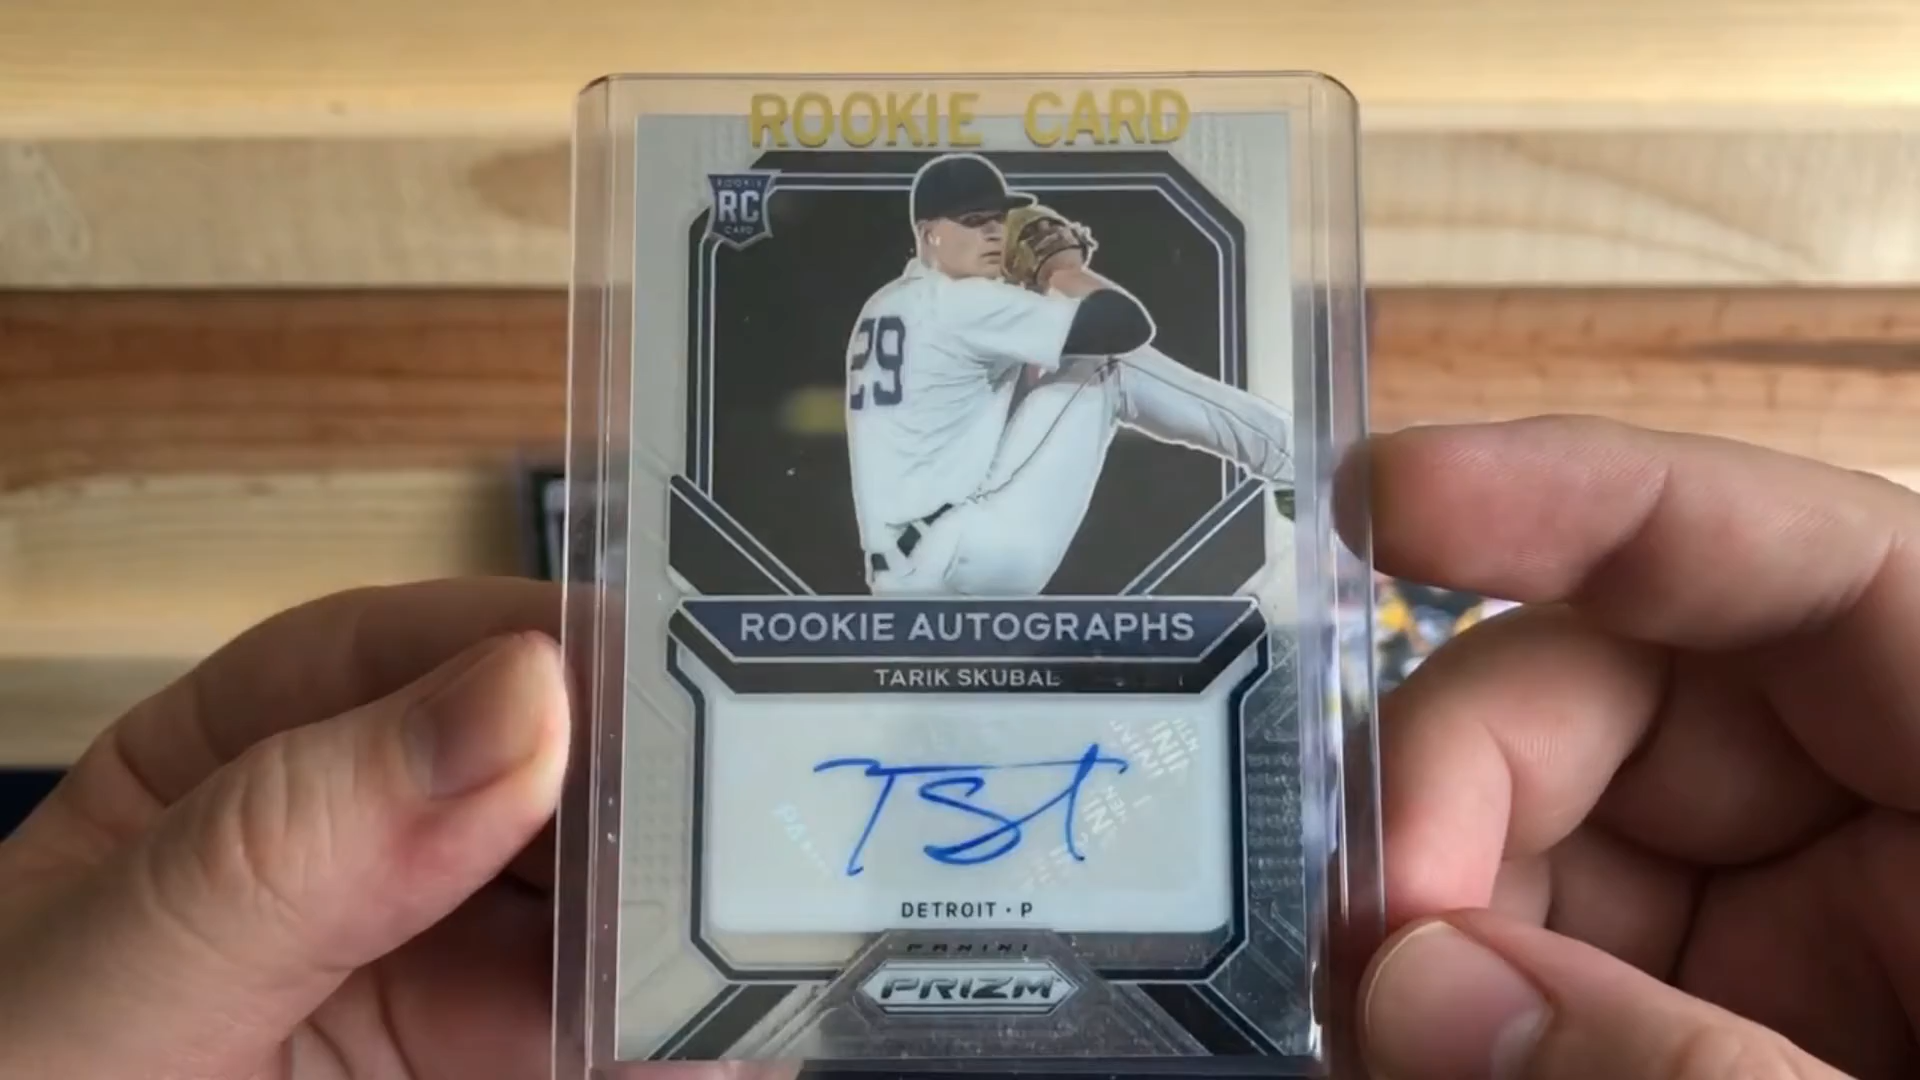 ROOKIE CARD
ROOKIE
RC
CARD
29
ROOKIE AUTOGRAPHS
TARIK SKUBAL
DETROIT · P
PANINI
PRIZM